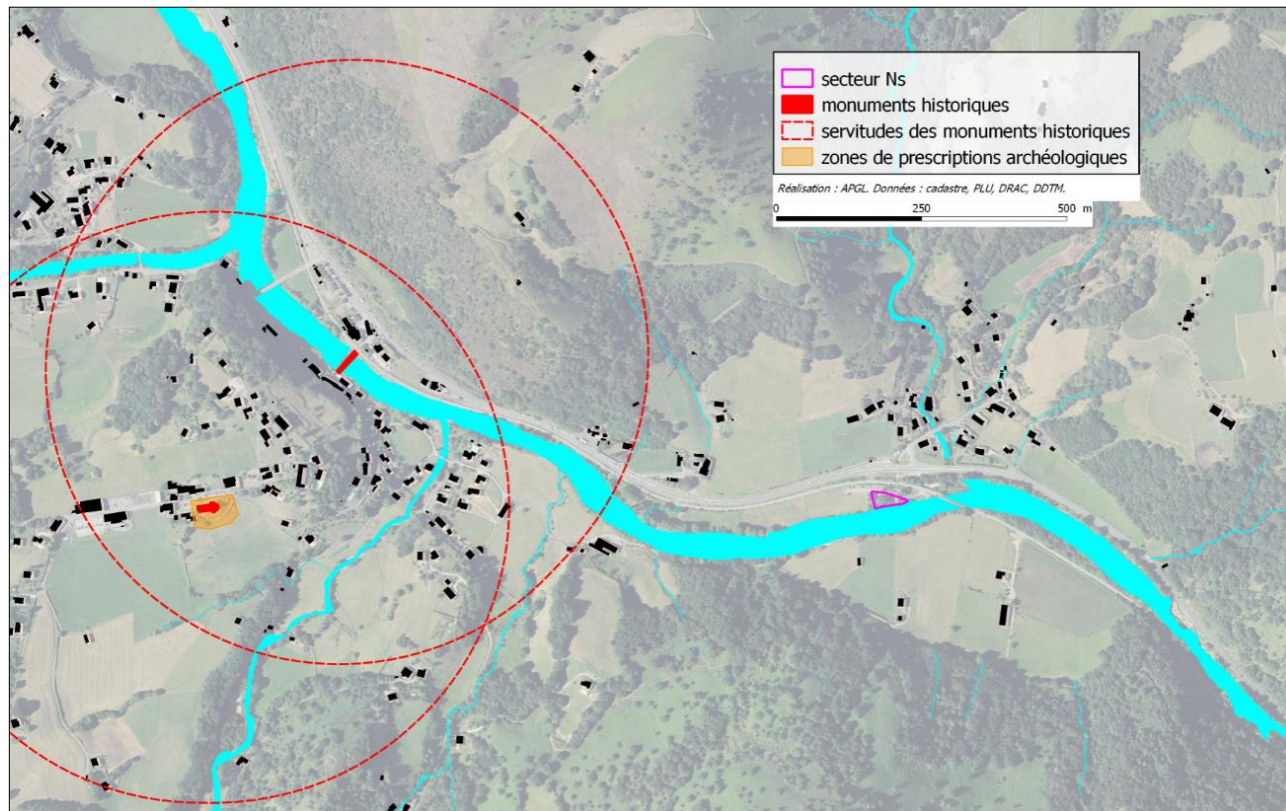 secteur Ns
monuments historiques
servitudes des monuments historiques
zones de prescriptions archéologiques
Réalisation : APGL. Données : cadastre, PLU, DRAC, DDTM.
0 250 500 m